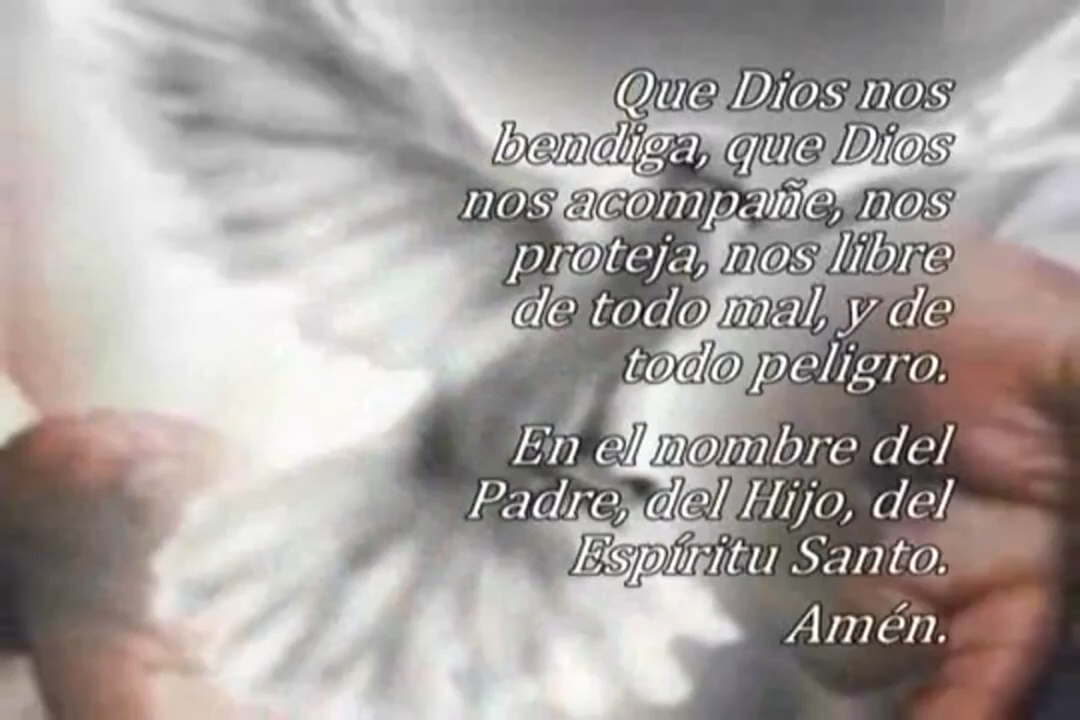 Que Dios nos
bendiga, que Dios
nos acompañe, nos
proteja, nos libre
de todo mal, y de
todo peligro.
En el nombre del
Padre, del Hijo, del
Espíritu Santo.
Amén.